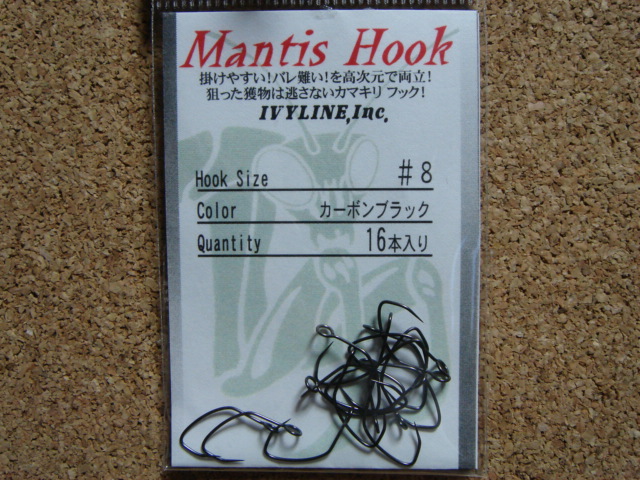 Mantis Hook
掛けやすい!バレ難い!を高次元で両立!
狙った獲物は逃さないカマキリ フック!
IVYLINE,Inc.
Hook Size #8
Color カーボンブラック
Quantity 16本入り